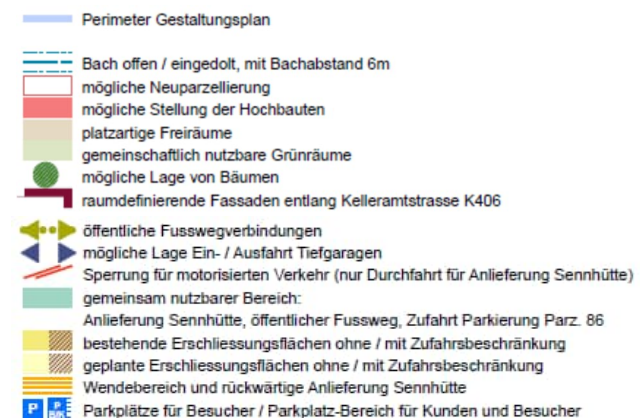 Perimeter Gestaltungsplan
Bach offen / eingedolt, mit Bachabstand 6m
mögliche Neuparzellierung
mögliche Stellung der Hochbauten
platzartige Freiräume
gemeinschaftlich nutzbare Grünräume
mögliche Lage von Bäumen
raumdefinierende Fassaden entlang Kelleramtstrasse K406
öffentliche Fusswegverbindungen
mögliche Lage Ein- / Ausfahrt Tiefgaragen
Sperrung für motorisierten Verkehr (nur Durchfahrt für Anlieferung Sennhütte)
gemeinsam nutzbarer Bereich:
Anlieferung Sennhütte, öffentlicher Fussweg, Zufahrt Parkierung Parz. 86
bestehende Erschliessungsflächen ohne / mit Zufahrsbeschränkung
geplante Erschliessungsflächen ohne / mit Zufahrsbeschränkung
Wendebereich und rückwärtige Anlieferung Sennhütte
P P Parkplätze für Besucher / Parkplatz-Bereich für Kunden und Besucher